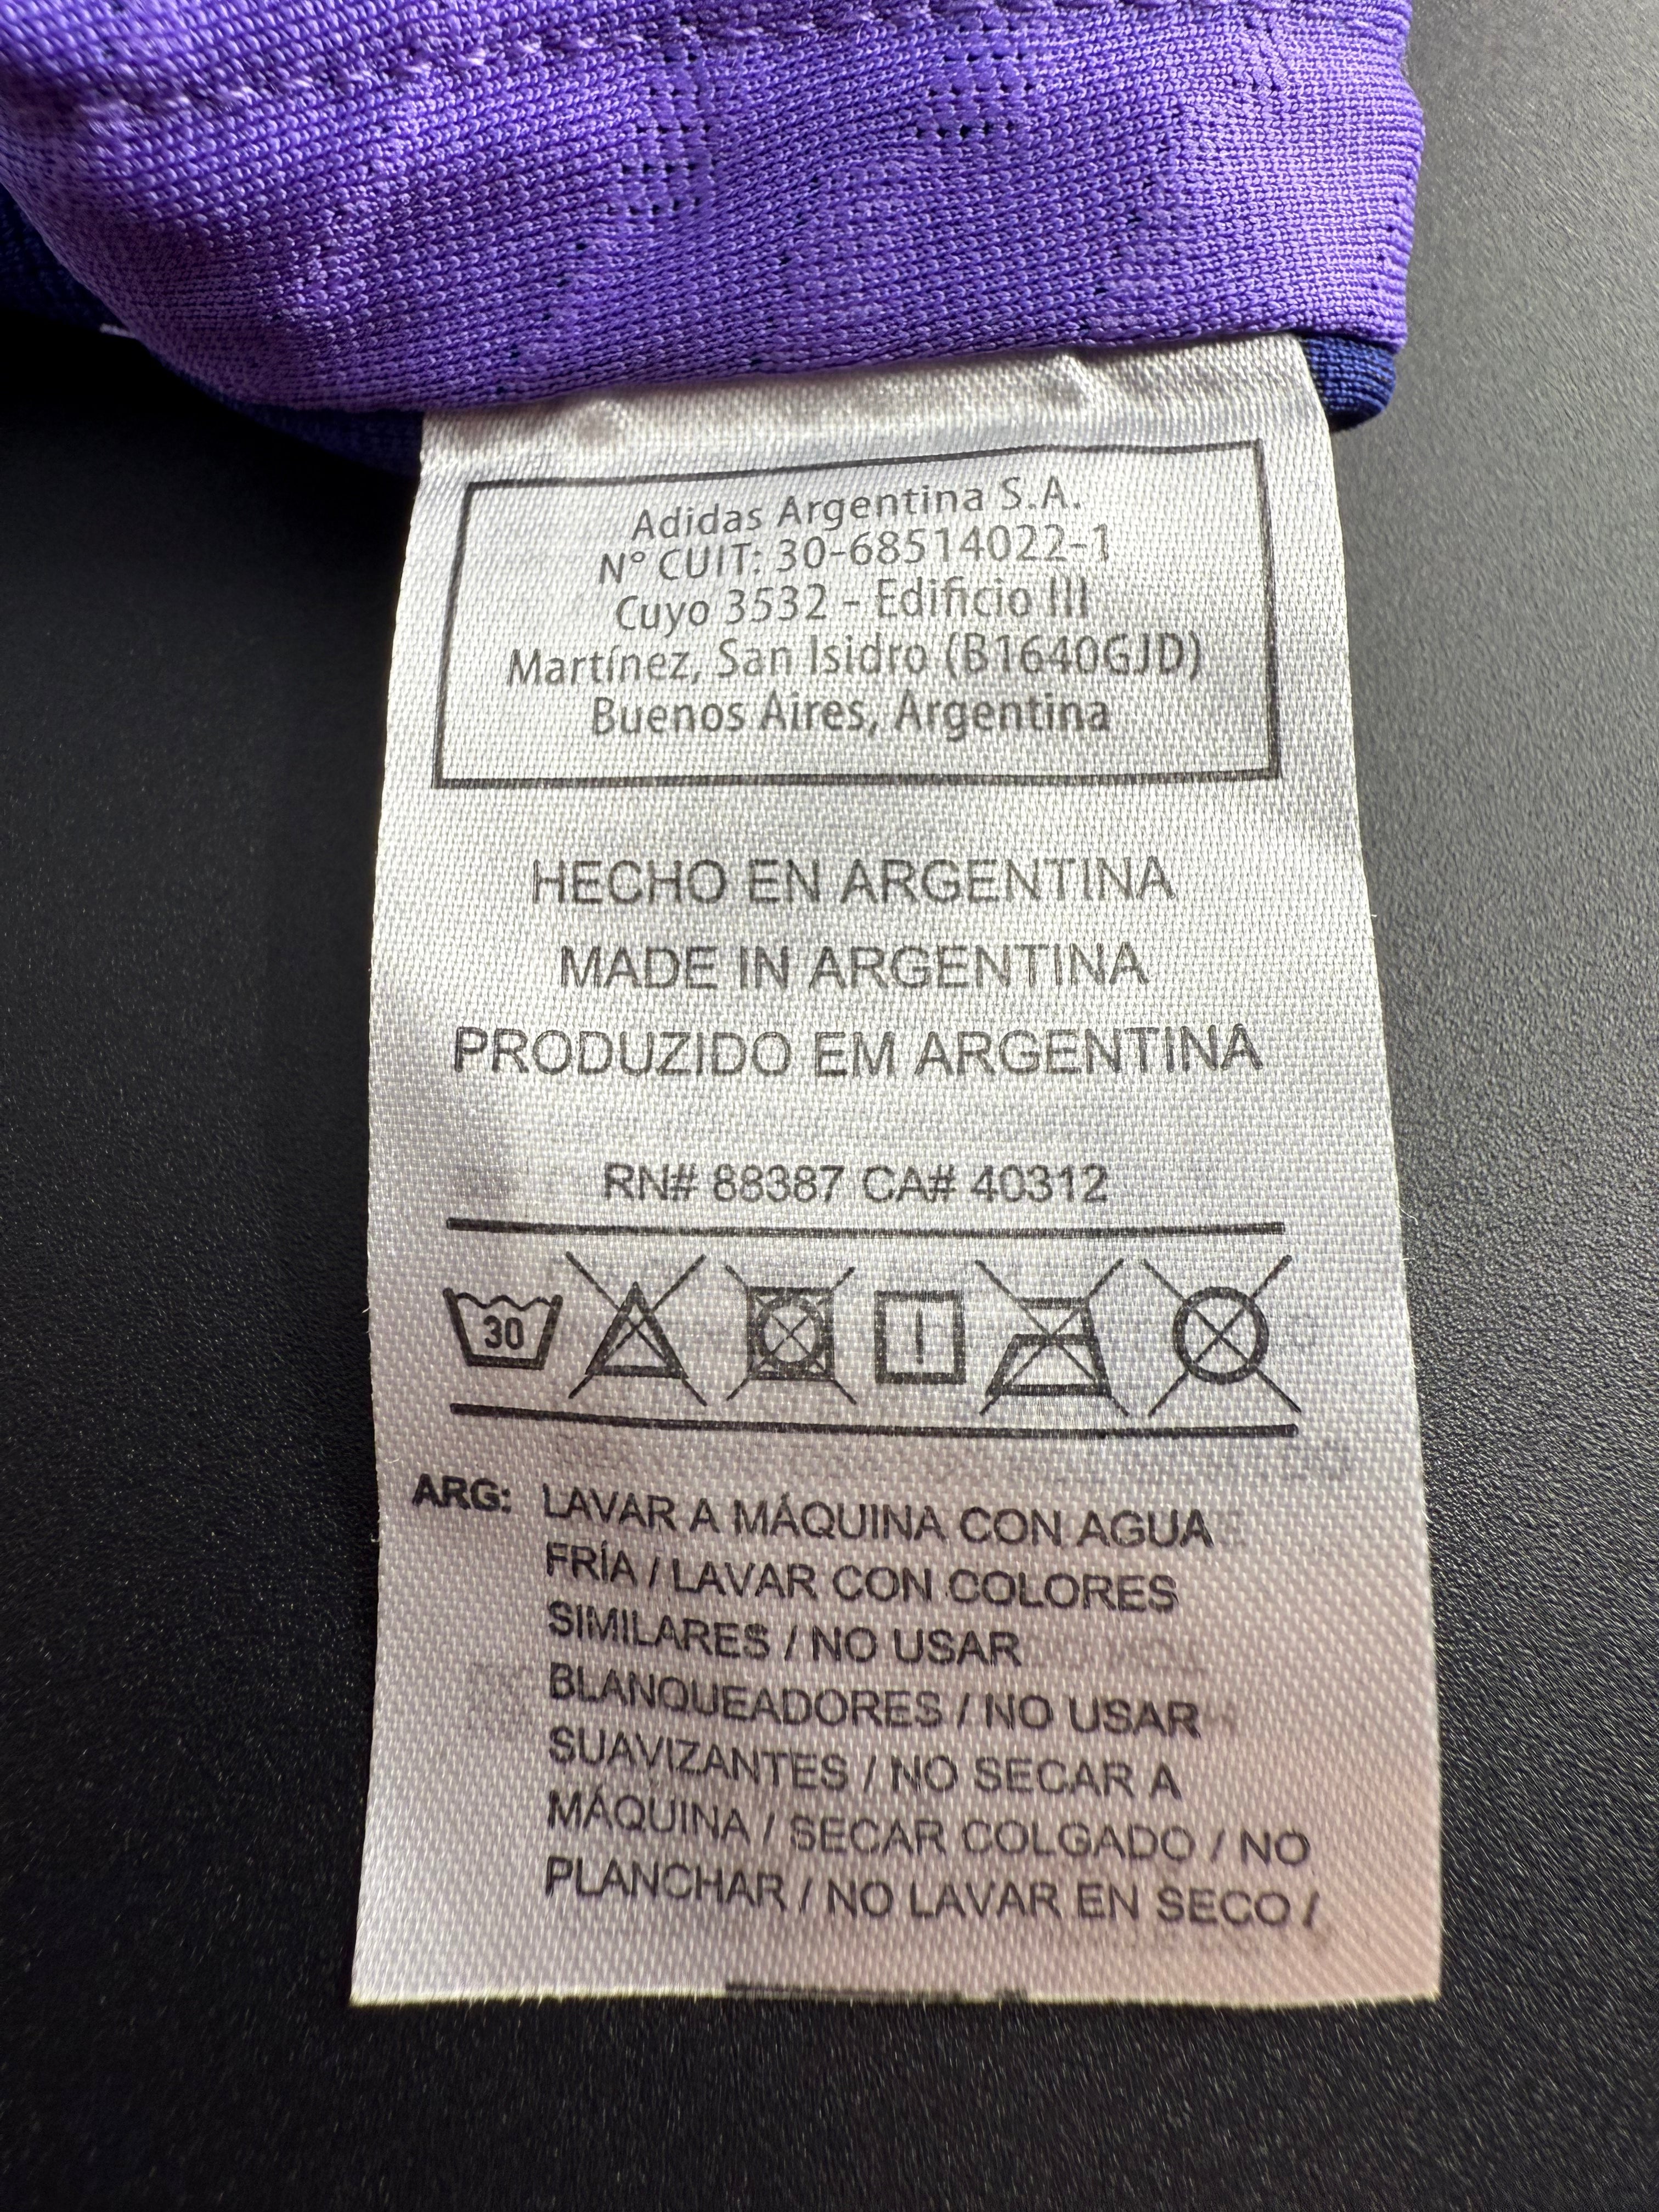 Adidas Argentina S.A.
N° CUIT: 30-68514022-1
Cuyo 3532 - Edificio III
Martínez, San Isidro (B1640GJD)
Buenos Aires, Argentina
HECHO EN ARGENTINA
MADE IN ARGENTINA
PRODUZIDO EM ARGENTINA
RN# 88387 CA# 40312
30
ARG: LAVAR A MÁQUINA CON AGUA
FRÍA / LAVAR CON COLORES
SIMILARES / NO USAR
BLANQUEADORES / NO USAR
SUAVIZANTES / NO SECAR A
MÁQUINA / SECAR COLGADO / NO
PLANCHAR / NO LAVAR EN SECO /